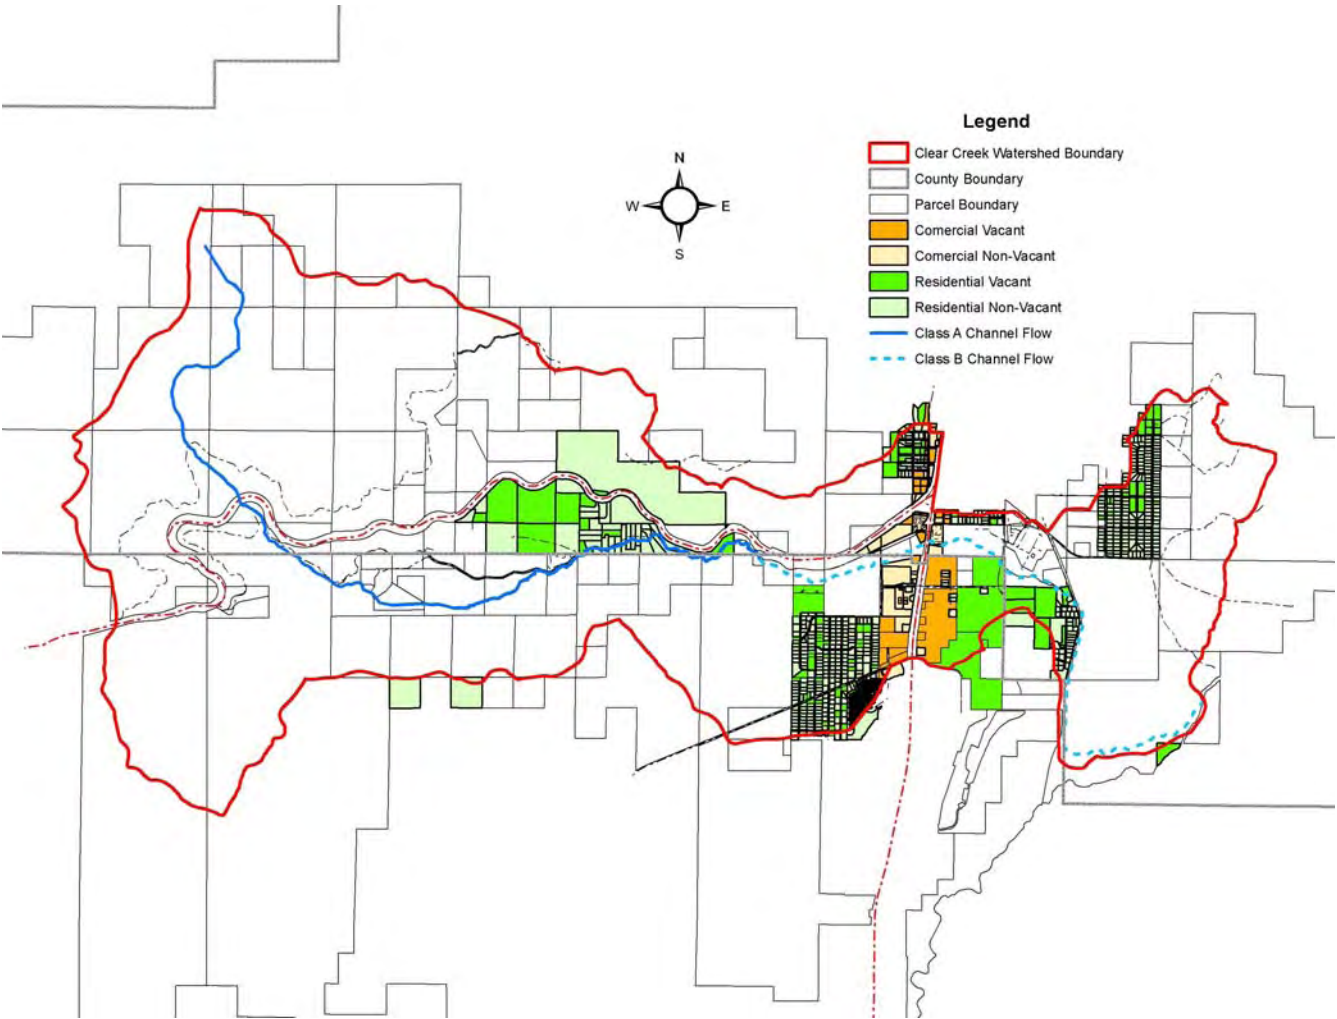 Legend
Clear Creek Watershed Boundary
County Boundary
Parcel Boundary
Comercial Vacant
Comercial Non-Vacant
Residential Vacant
Residential Non-Vacant
Class A Channel Flow
Class B Channel Flow
N
W E
S